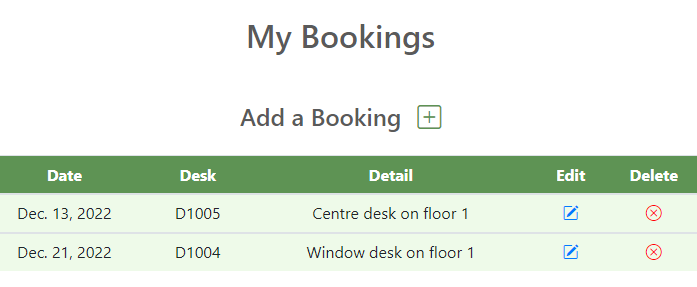 My Bookings
Add a Booking
Date Desk Detail Edit Delete
Dec. 13, 2022 D1005 Centre desk on floor 1
Dec. 21, 2022 D1004 Window desk on floor 1